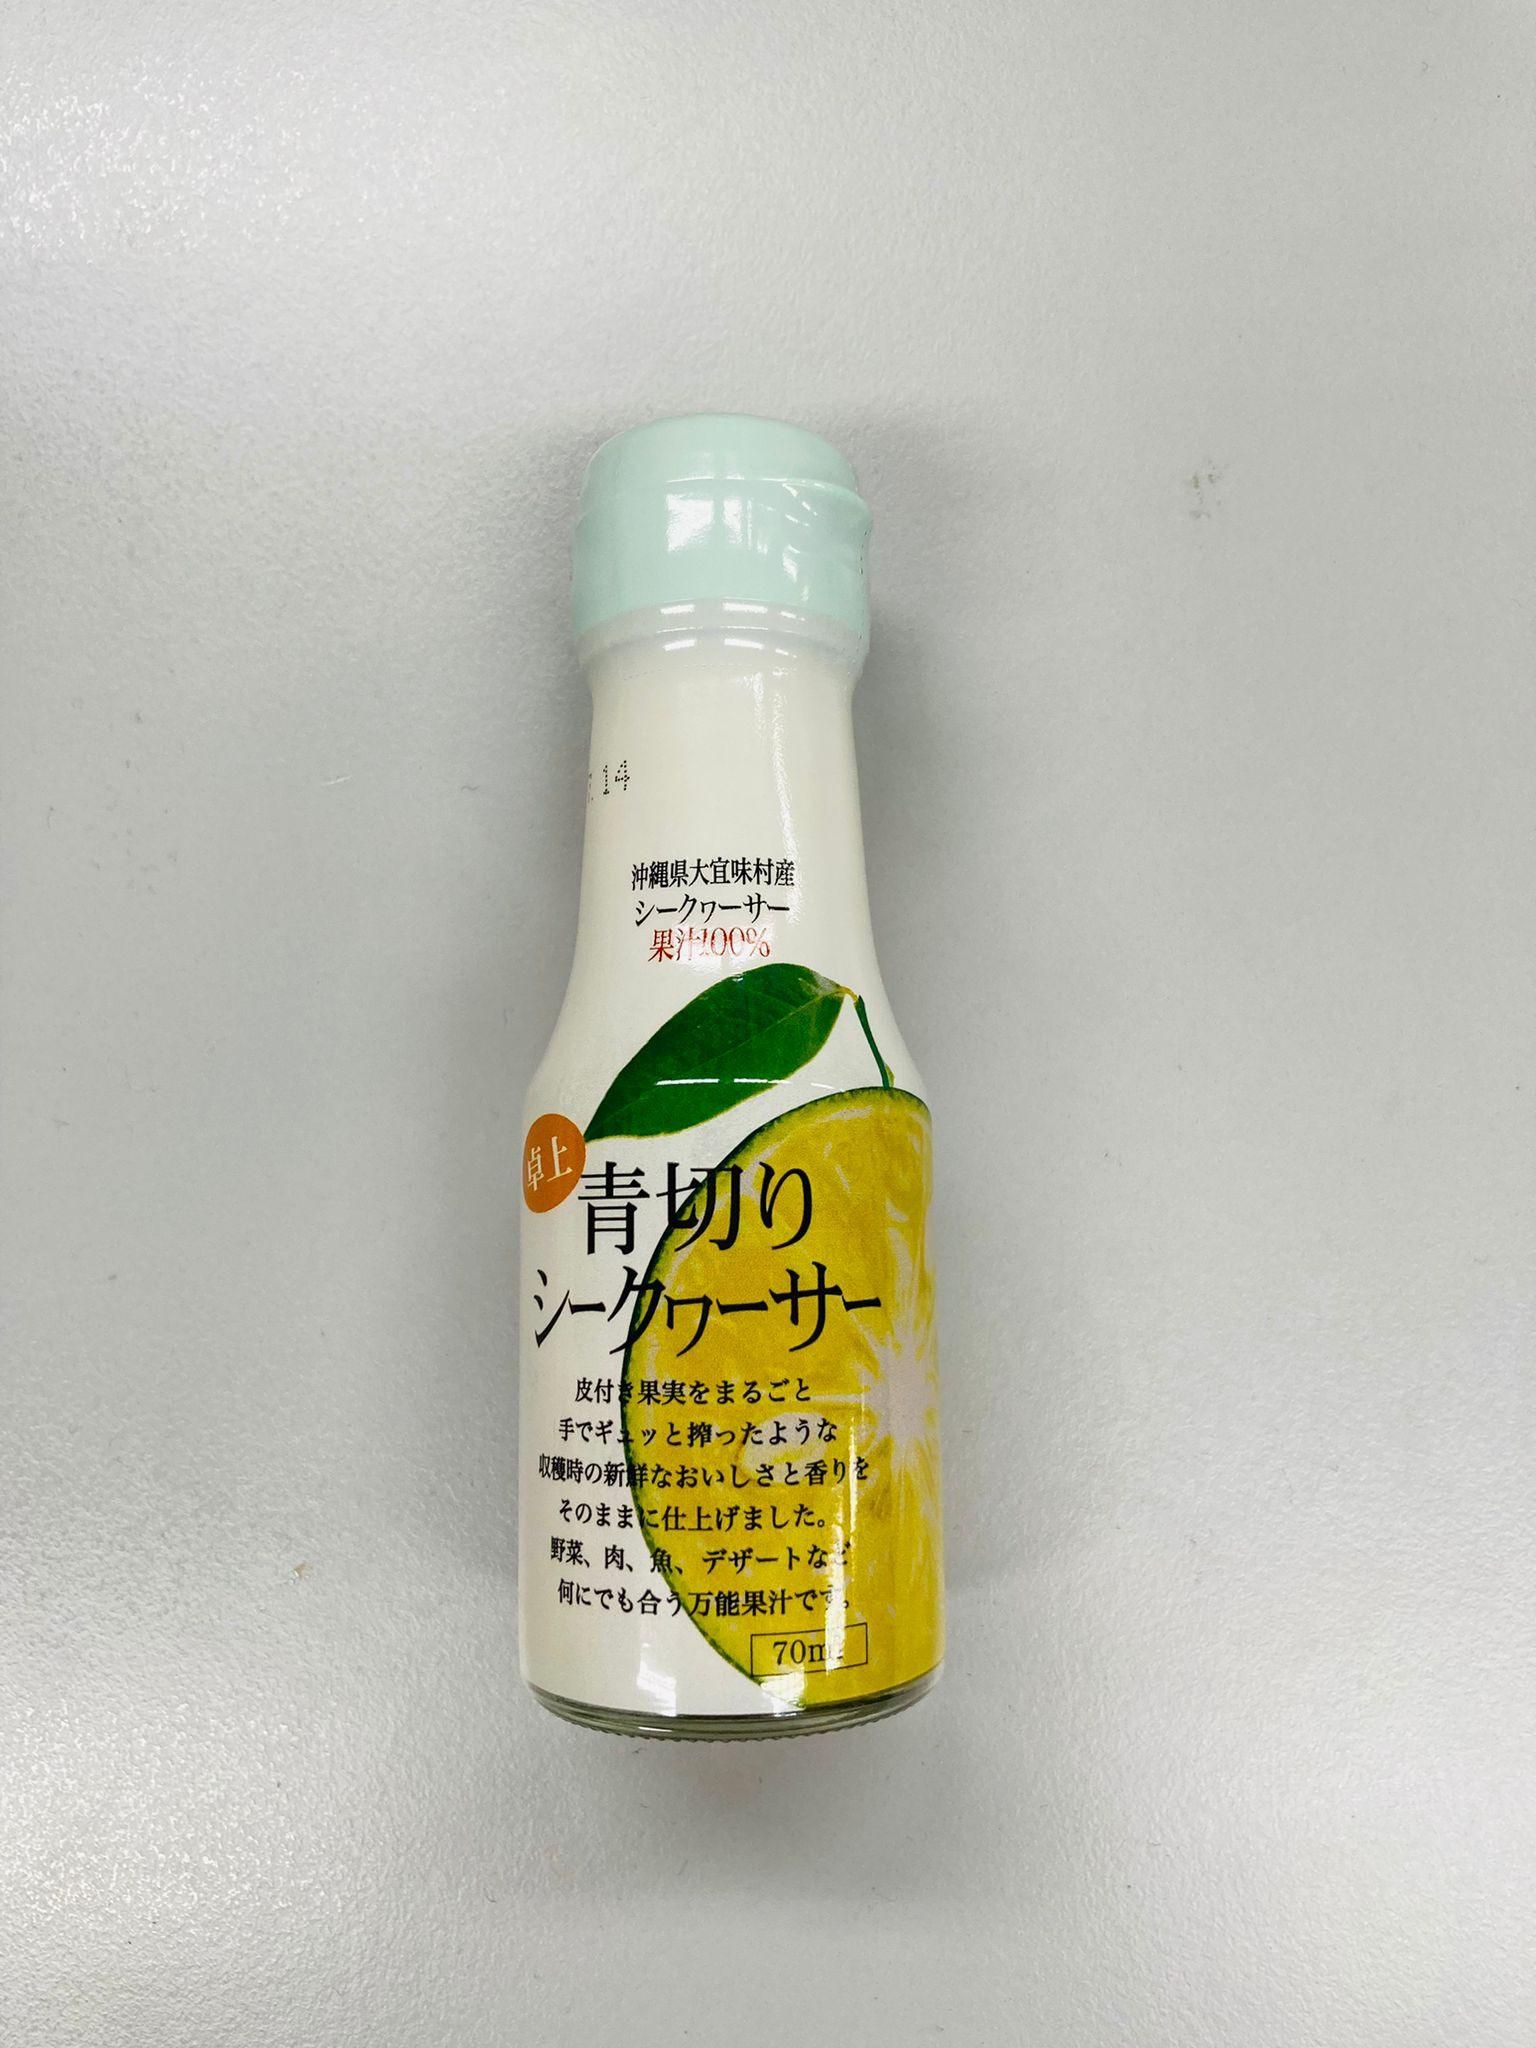 14
沖縄県大宜味村産
シークヮーサー
果汁100%
卓上
青切り
シークヮーサー
皮付き果実をまるごと
手でギュッと搾ったような
収穫時の新鮮なおいしさと香りを
そのままに仕上げました。
野菜、肉、魚、デザートなど
何にでも合う万能果汁です。
70ml